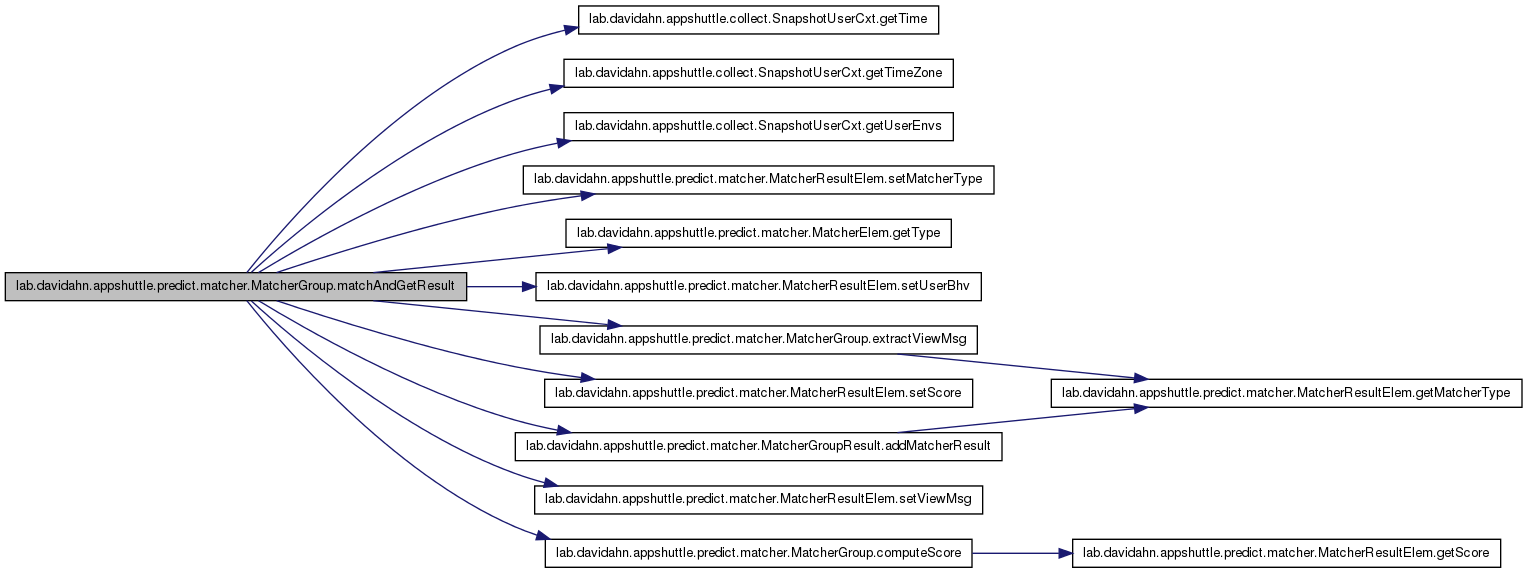 lab.davidahn.appshuttle.collect.SnapshotUserCxt.getTime
lab.davidahn.appshuttle.collect.SnapshotUserCxt.getTimeZone
lab.davidahn.appshuttle.collect.SnapshotUserCxt.getUserEnvs
lab.davidahn.appshuttle.predict.matcher.MatcherResultElem.setMatcherType
lab.davidahn.appshuttle.predict.matcher.MatcherElem.getType
lab.davidahn.appshuttle.predict.matcher.MatcherGroup.matchAndGetResult
lab.davidahn.appshuttle.predict.matcher.MatcherResultElem.setUserBhv
lab.davidahn.appshuttle.predict.matcher.MatcherGroup.extractViewMsg
lab.davidahn.appshuttle.predict.matcher.MatcherResultElem.setScore
lab.davidahn.appshuttle.predict.matcher.MatcherResultElem.getMatcherType
lab.davidahn.appshuttle.predict.matcher.MatcherGroupResult.addMatcherResult
lab.davidahn.appshuttle.predict.matcher.MatcherResultElem.setViewMsg
lab.davidahn.appshuttle.predict.matcher.MatcherGroup.computeScore
lab.davidahn.appshuttle.predict.matcher.MatcherResultElem.getScore